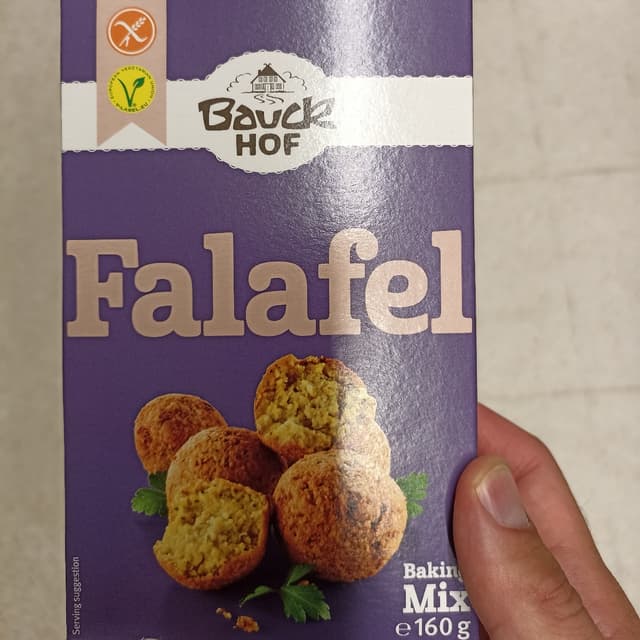 Bauck
HOF
Falafel
Baking
Mix
℮160 g
Serving suggestion